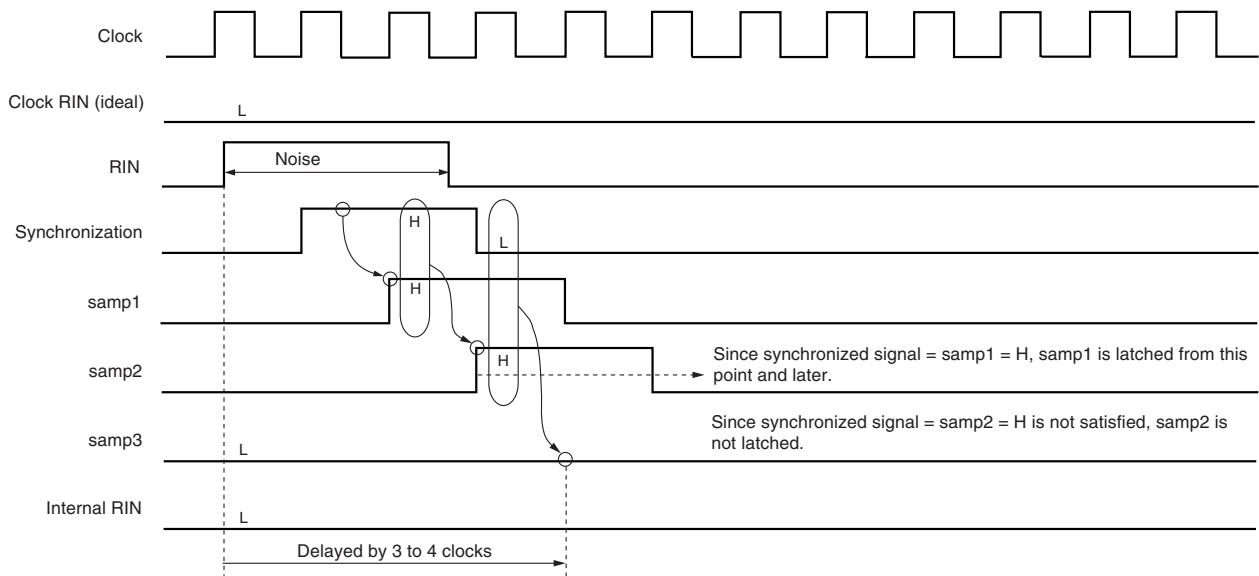 Clock
Clock RIN (ideal)
L
RIN
Noise
Synchronization
H
L
samp1
H
samp2
H
Since synchronized signal = samp1 = H, samp1 is latched from this
point and later.
Since synchronized signal = samp2 = H is not satisfied, samp2 is
not latched.
samp3
L
Internal RIN
L
Delayed by 3 to 4 clocks